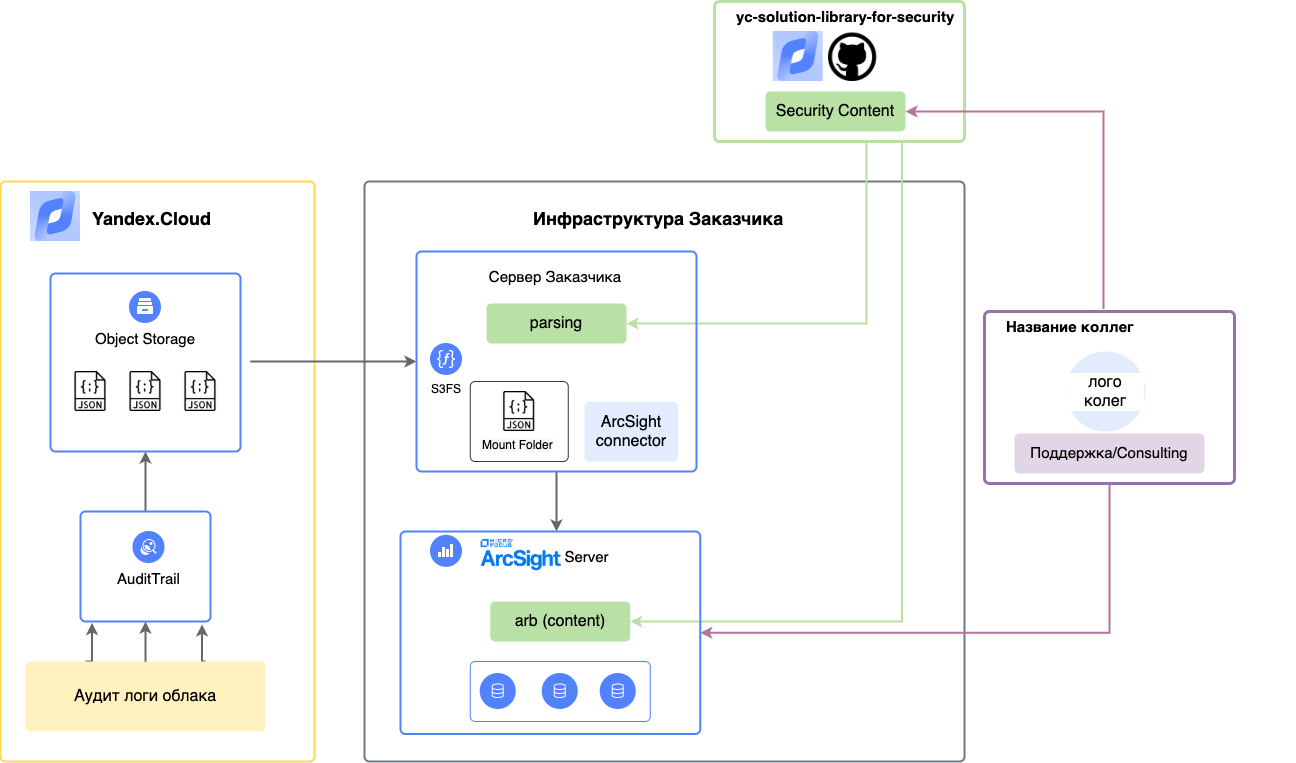 yc-solution-library-for-security
Security Content
Yandex.Cloud
Object Storage
{;}
JSON
{;}
JSON
{;}
JSON
AuditTrail
Аудит логи облака
Инфраструктура Заказчика
Сервер Заказчика
parsing
{ƒ}
S3FS
{;}
JSON
Mount Folder
ArcSight
connector
MICRO
FOCUS
ArcSight Server
arb (content)
Название коллег
лого
колег
Поддержка/Consulting